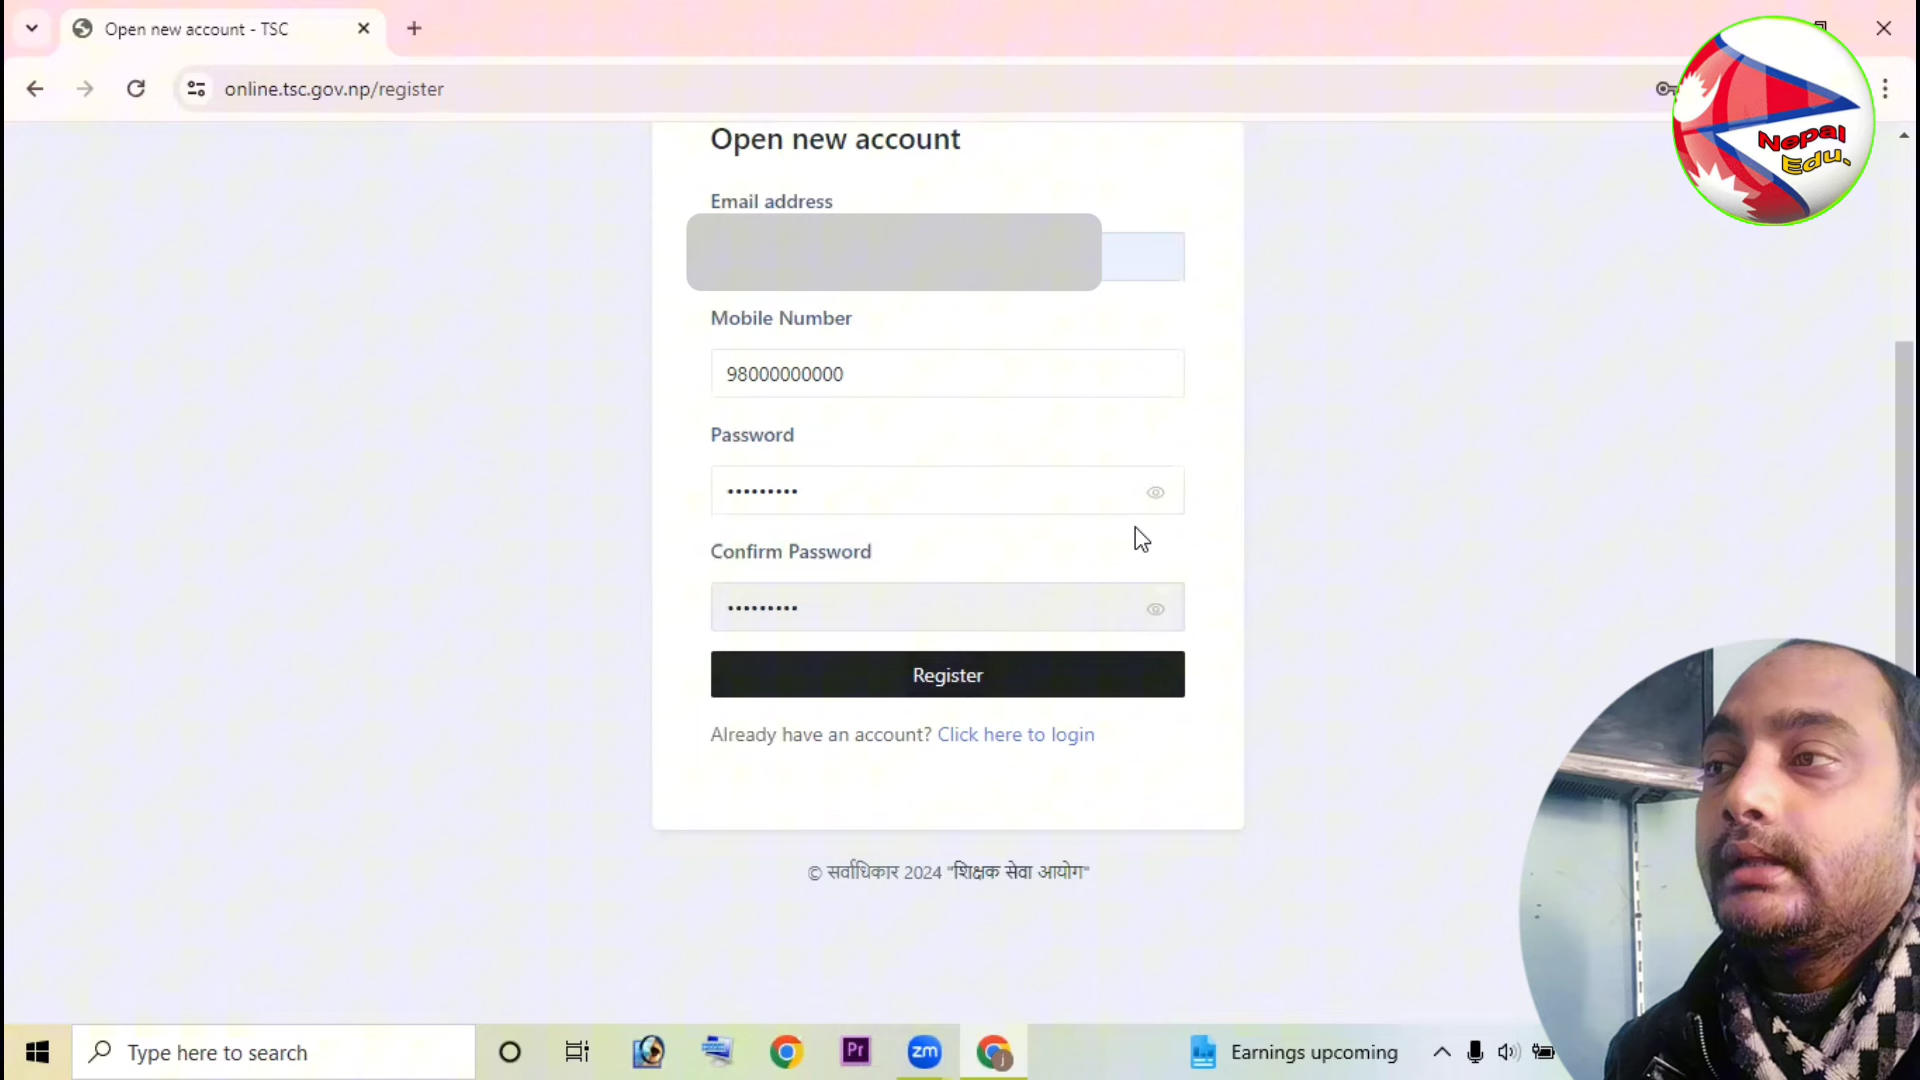 Open new account - TSC
online.tsc.gov.np/register
Nepal
Edu.
Open new account
Email address
Mobile Number
98000000000
Password
Confirm Password
Register
Already have an account? Click here to login
© सर्वाधिकार 2024 "शिक्षक सेवा आयोग"
Type here to search
Pr
zm
j
Earnings upcoming